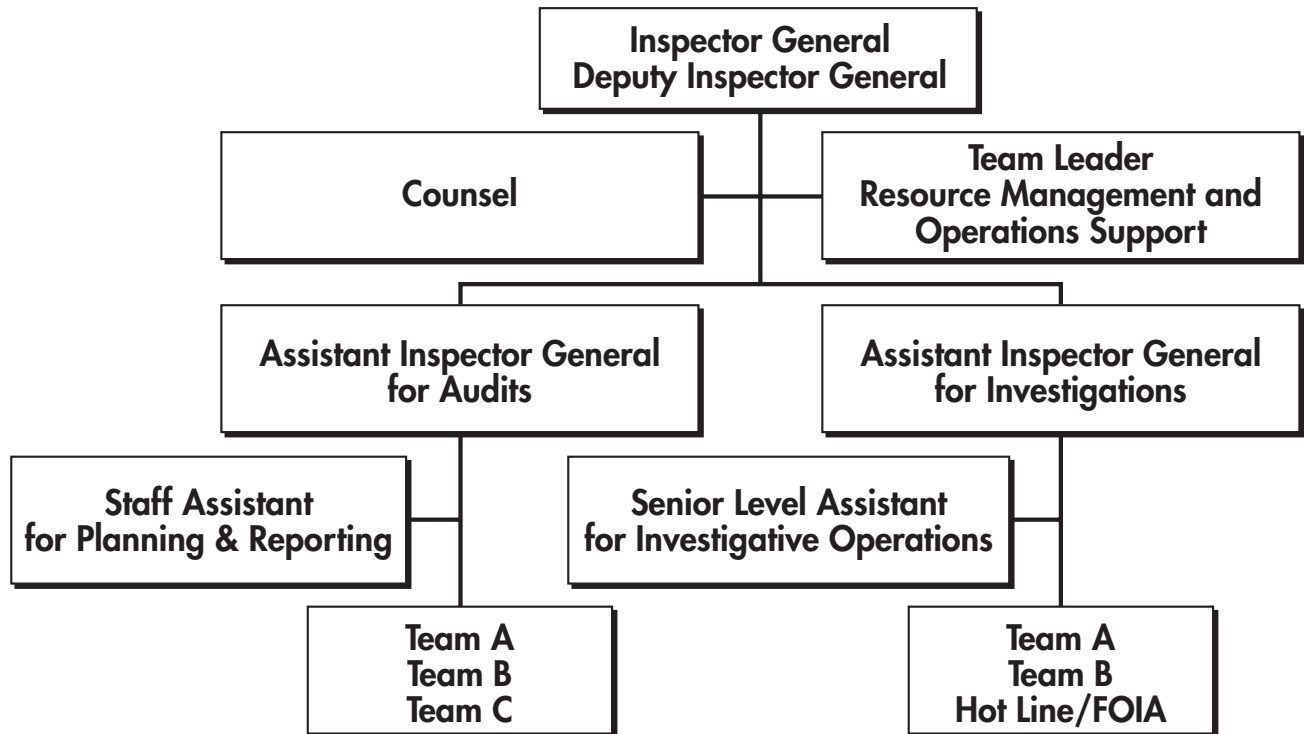 Inspector General
Deputy Inspector General
Counsel
Team Leader
Resource Management and
Operations Support
Assistant Inspector General
for Audits
Assistant Inspector General
for Investigations
Staff Assistant
for Planning & Reporting
Senior Level Assistant
for Investigative Operations
Team A
Team B
Team C
Team A
Team B
Hot Line/FOIA